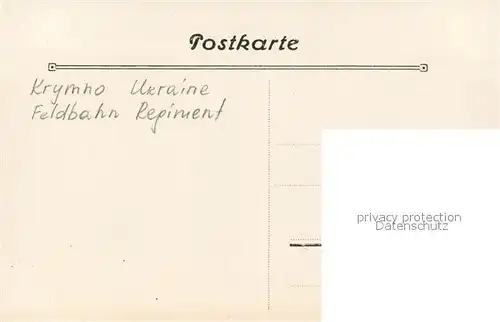 Postkarte
Krymno Ukraine
Feldbahn Regiment
privacy protection
Datenschutz